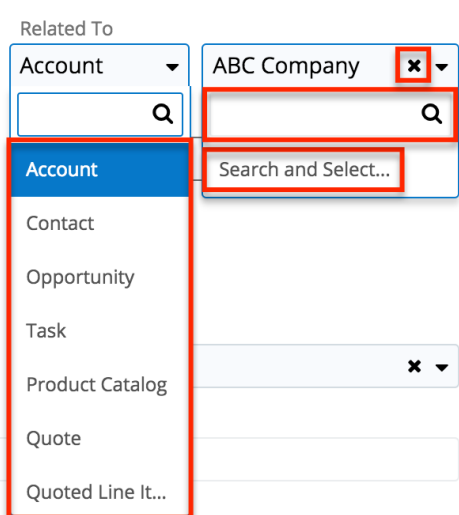 Related To
Account
ABC Company
Account
Search and Select...
Contact
Opportunity
Task
Product Catalog
Quote
Quoted Line It...